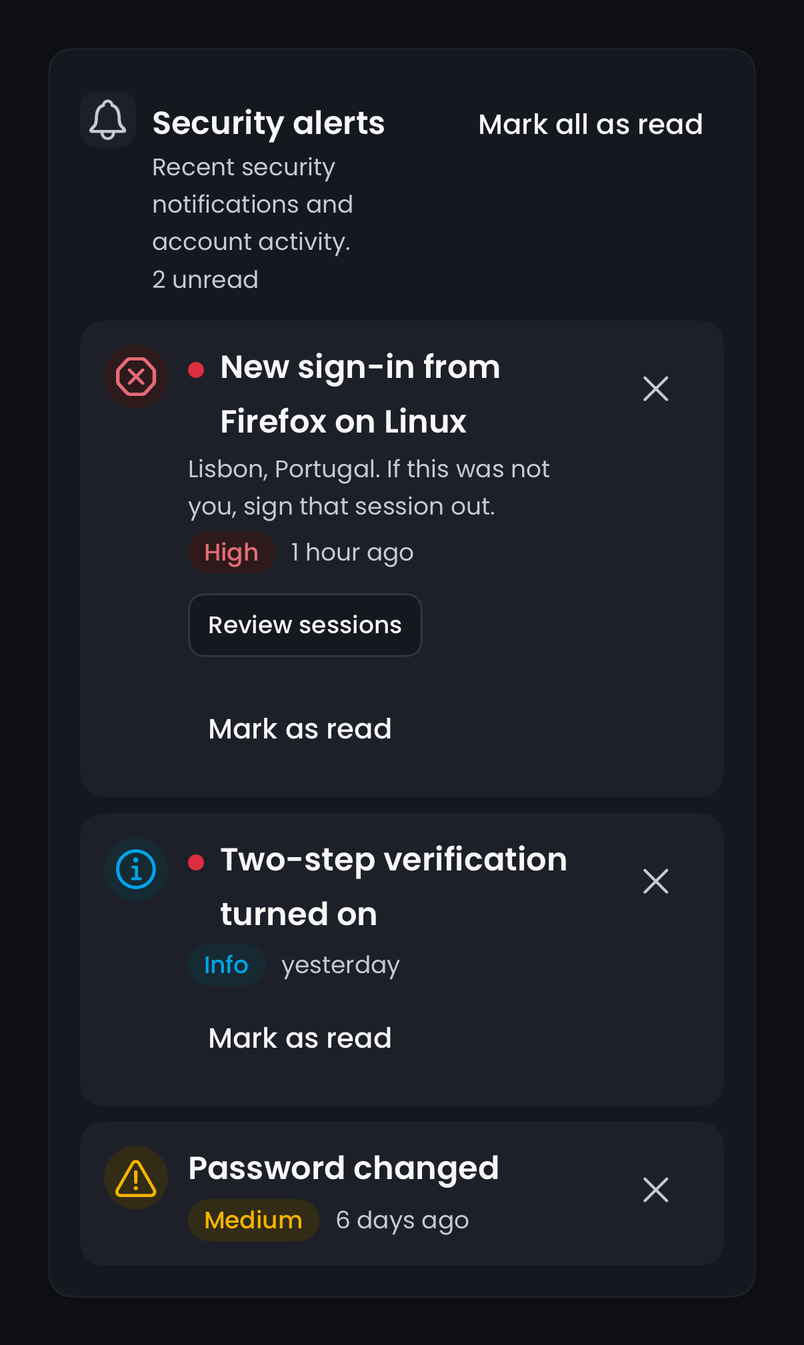 Security alerts
Mark all as read
Recent security
notifications and
account activity.
2 unread
New sign-in from
Firefox on Linux
Lisbon, Portugal. If this was not
you, sign that session out.
High 1 hour ago
Review sessions
Mark as read
Two-step verification
turned on
Info yesterday
Mark as read
Password changed
Medium 6 days ago